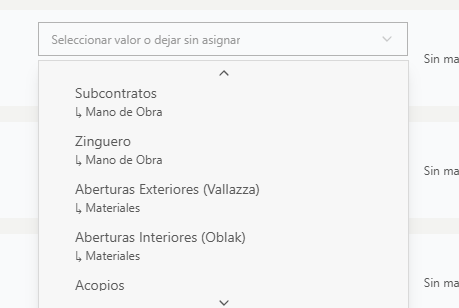 Seleccionar valor o dejar sin asignar
Sin ma
Subcontratos
↳ Mano de Obra
Zinguero
↳ Mano de Obra
Sin ma
Aberturas Exteriores (Vallazza)
↳ Materiales
Aberturas Interiores (Oblak)
↳ Materiales
Sin ma
Acopios